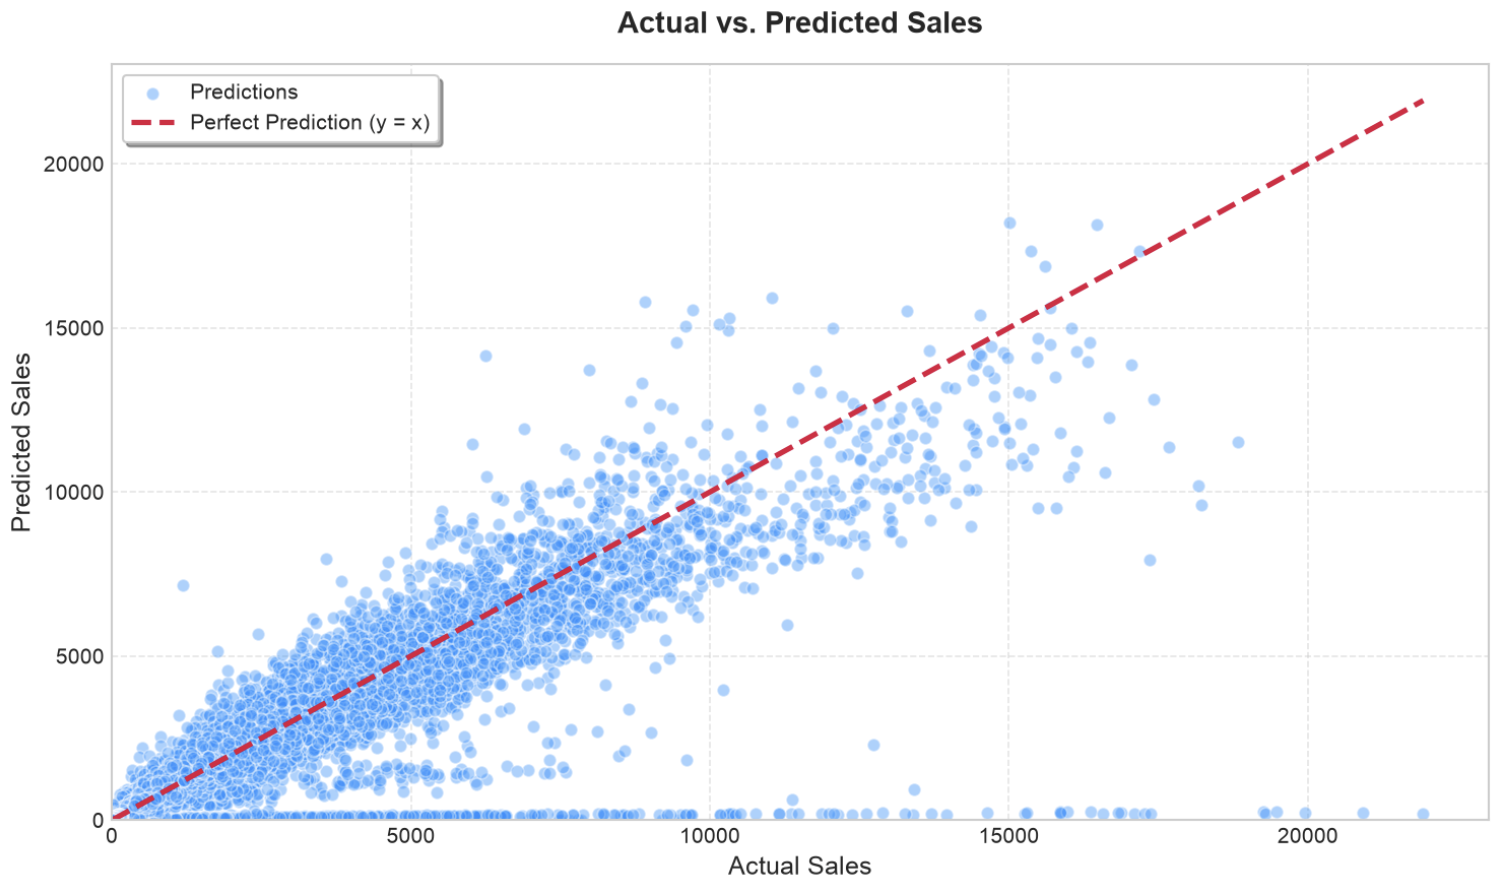 Actual vs. Predicted Sales
Predictions
Perfect Prediction (y = x)
Predicted Sales
20000
15000
10000
5000
0
0 5000 10000 15000 20000
Actual Sales